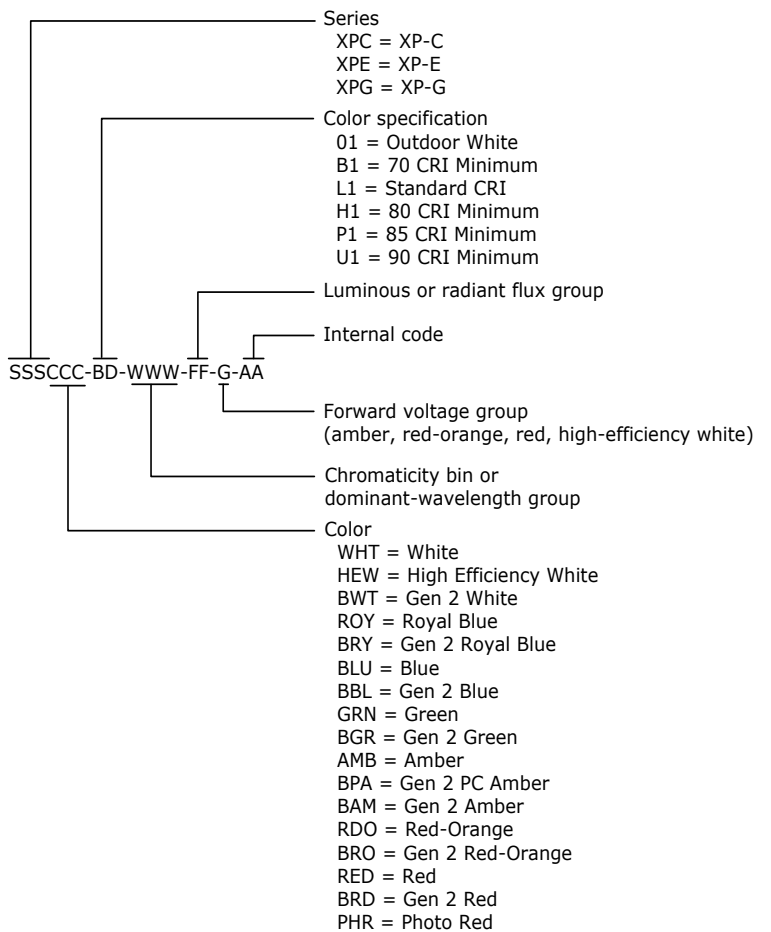 Series
XPC = XP-C
XPE = XP-E
XPG = XP-G
Color specification
01 = Outdoor White
B1 = 70 CRI Minimum
L1 = Standard CRI
H1 = 80 CRI Minimum
P1 = 85 CRI Minimum
U1 = 90 CRI Minimum
Luminous or radiant flux group
Internal code
SSSCCC-BD-WWW-FF-G-AA
Forward voltage group
(amber, red-orange, red, high-efficiency white)
Chromaticity bin or
dominant-wavelength group
Color
WHT = White
HEW = High Efficiency White
BWT = Gen 2 White
ROY = Royal Blue
BRY = Gen 2 Royal Blue
BLU = Blue
BBL = Gen 2 Blue
GRN = Green
BGR = Gen 2 Green
AMB = Amber
BPA = Gen 2 PC Amber
BAM = Gen 2 Amber
RDO = Red-Orange
BRO = Gen 2 Red-Orange
RED = Red
BRD = Gen 2 Red
PHR = Photo Red